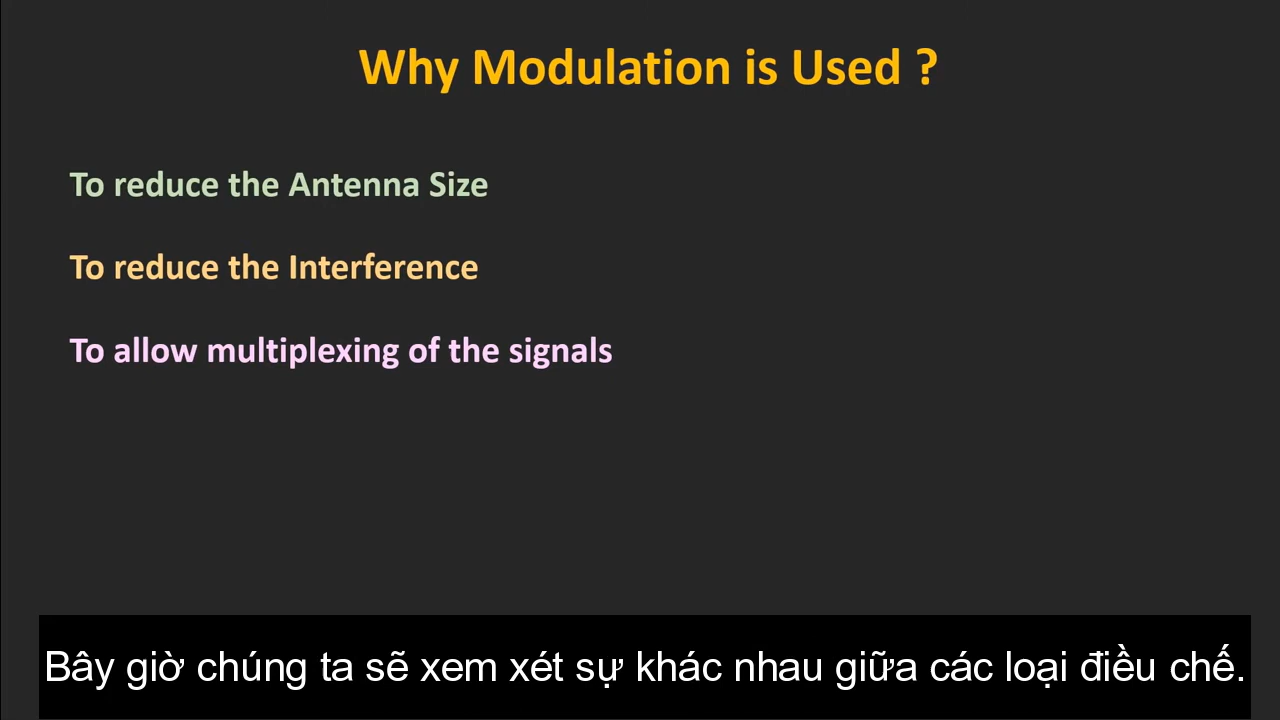 Why Modulation is Used ?
To reduce the Antenna Size
To reduce the Interference
To allow multiplexing of the signals
Bây giờ chúng ta sẽ xem xét sự khác nhau giữa các loại điều chế.